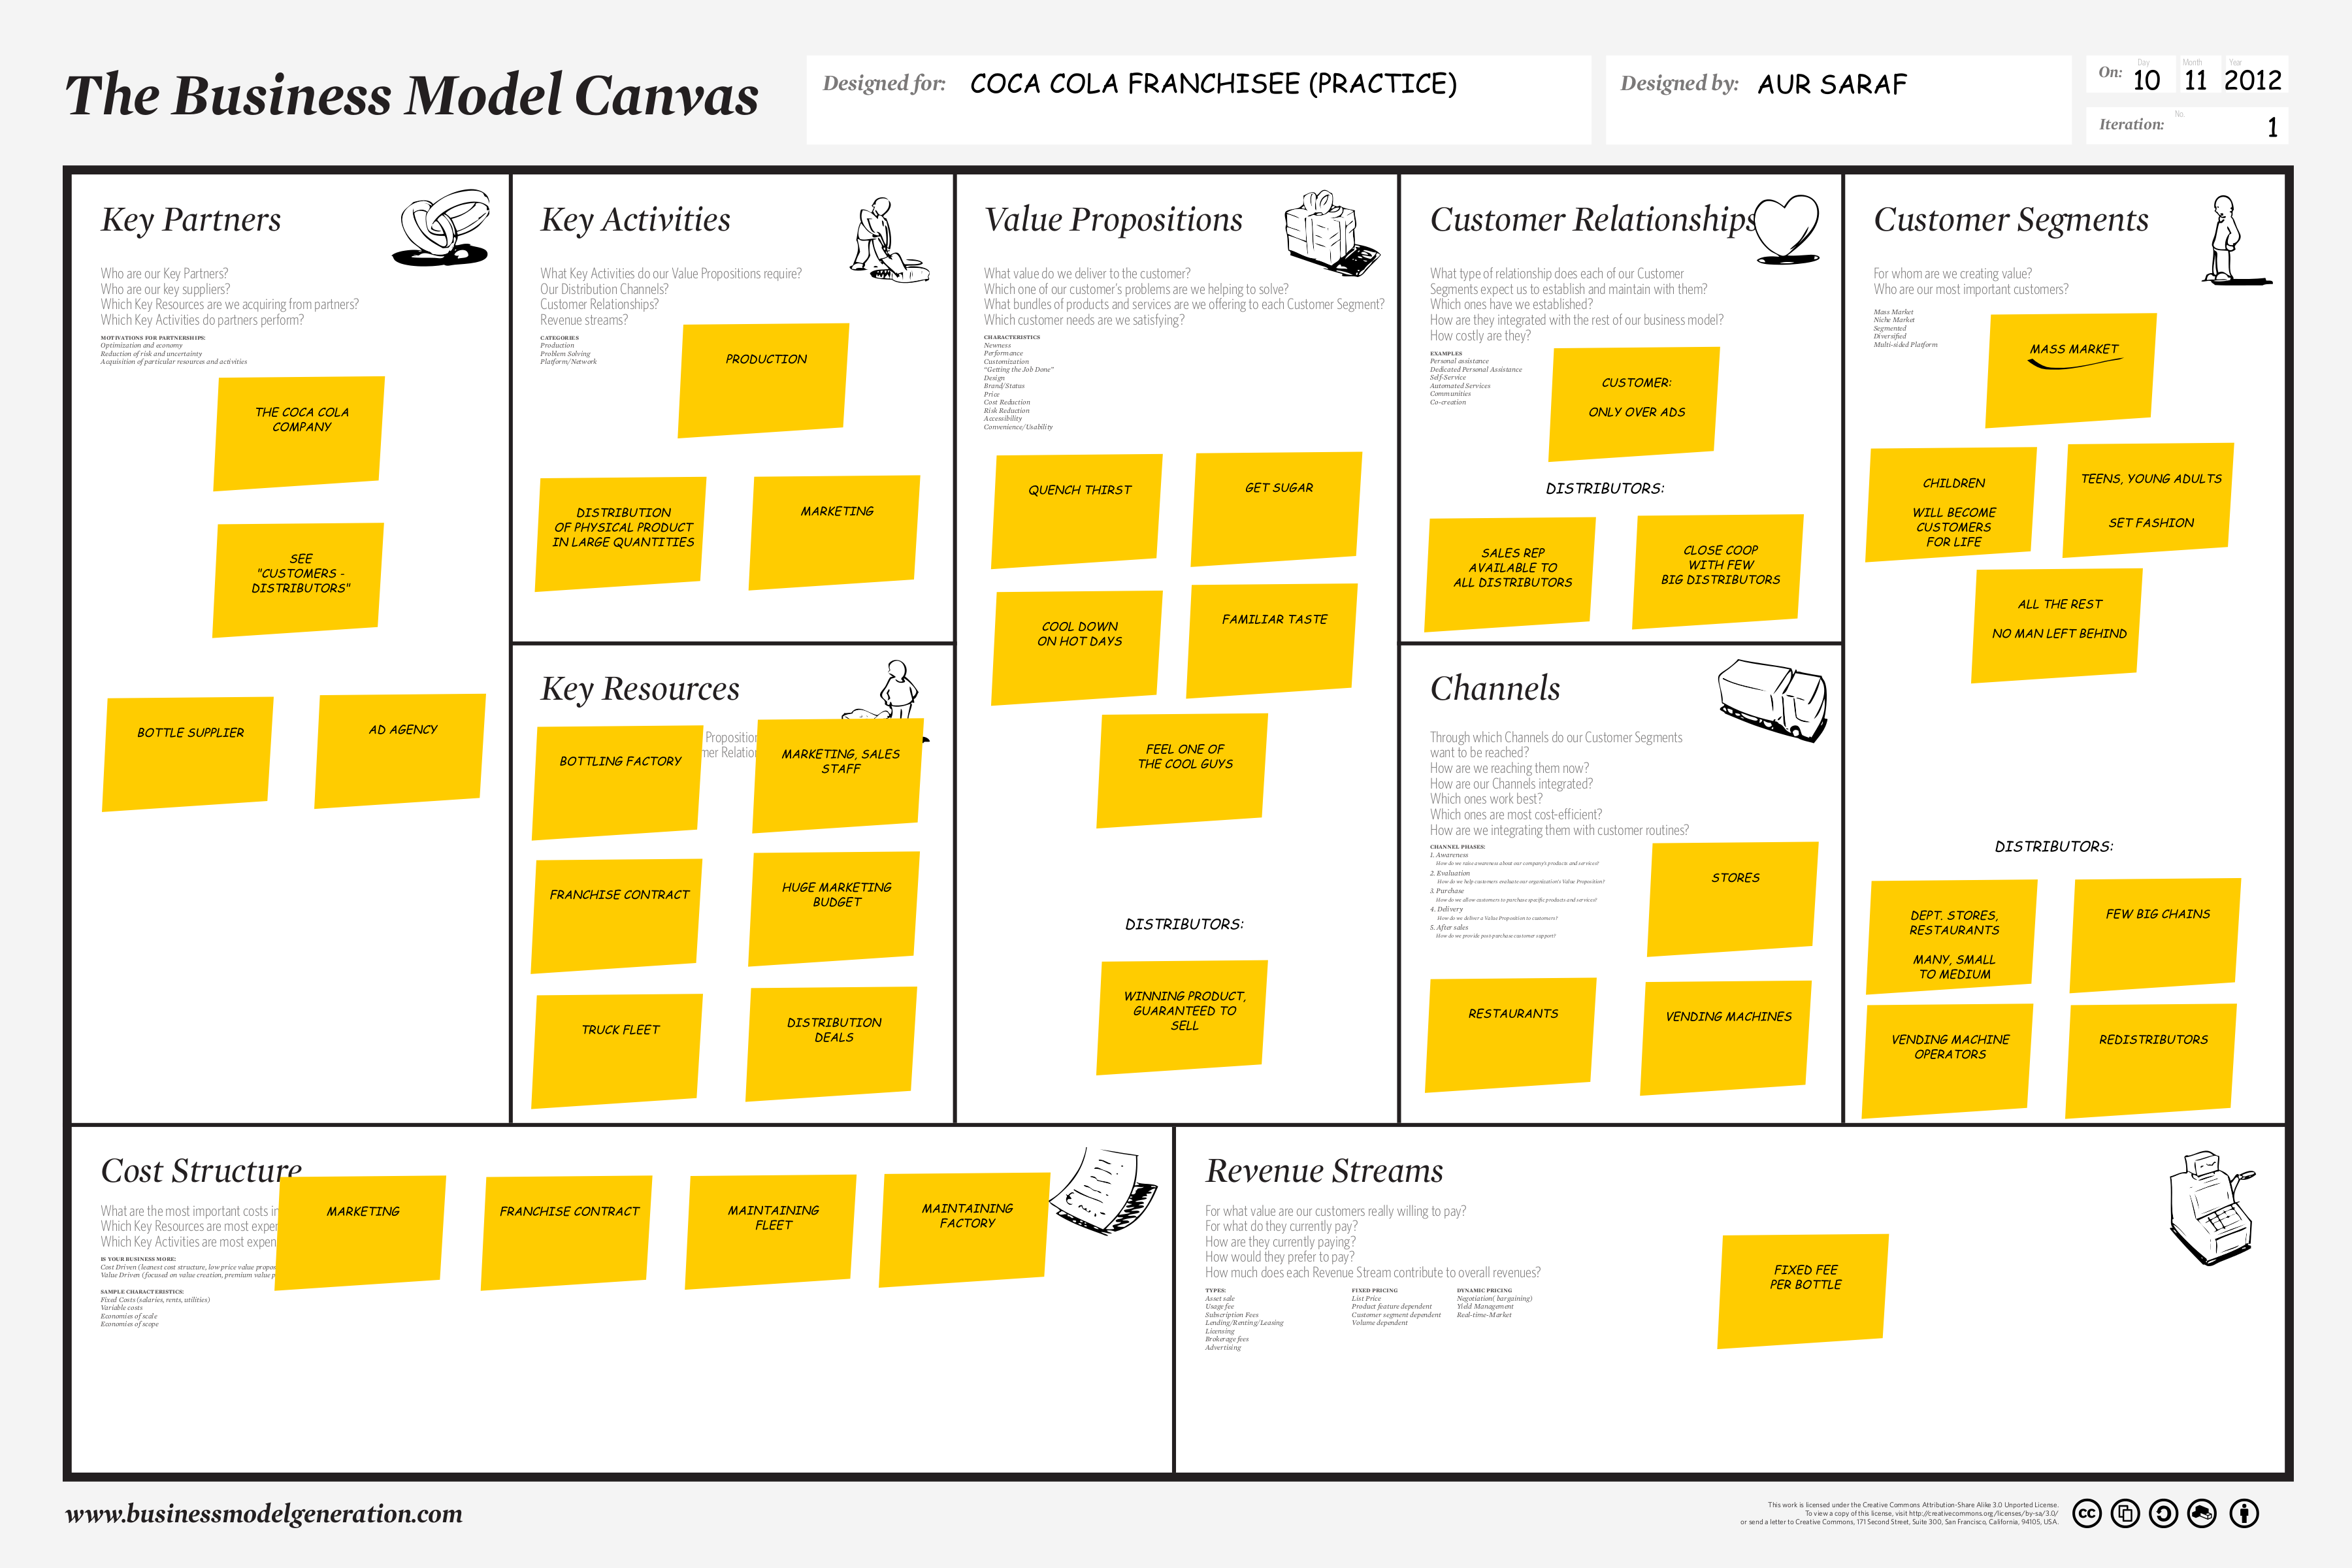 The Business Model Canvas
Designed for:
COCA COLA FRANCHISEE (PRACTICE)
Designed by:
AUR SARAF
On:
Day
10
Month
11
Year
2012
Iteration:
No.
1
Key Partners
Who are our Key Partners?
Who are our key suppliers?
Which Key Resources are we acquiring from partners?
Which Key Activities do partners perform?
MOTIVATIONS FOR PARTNERSHIPS:
Optimization and economy
Reduction of risk and uncertainty
Acquisition of particular resources and activities
THE COCA COLA
COMPANY
SEE
"CUSTOMERS -
DISTRIBUTORS"
BOTTLE SUPPLIER
AD AGENCY
Key Activities
What Key Activities do our Value Propositions require?
Our Distribution Channels?
Customer Relationships?
Revenue streams?
CATEGORIES
Production
Problem Solving
Platform/Network
PRODUCTION
DISTRIBUTION
OF PHYSICAL PRODUCT
IN LARGE QUANTITIES
MARKETING
Key Resources
Proposition
mer Relation
BOTTLING FACTORY
MARKETING, SALES
STAFF
FRANCHISE CONTRACT
HUGE MARKETING
BUDGET
TRUCK FLEET
DISTRIBUTION
DEALS
Value Propositions
What value do we deliver to the customer?
Which one of our customer's problems are we helping to solve?
What bundles of products and services are we offering to each Customer Segment?
Which customer needs are we satisfying?
CHARACTERISTICS
Newness
Performance
Customization
"Getting the Job Done"
Design
Brand/Status
Price
Cost Reduction
Risk Reduction
Accessibility
Convenience/Usability
QUENCH THIRST
GET SUGAR
COOL DOWN
ON HOT DAYS
FAMILIAR TASTE
FEEL ONE OF
THE COOL GUYS
DISTRIBUTORS:
WINNING PRODUCT,
GUARANTEED TO
SELL
Customer Relationships
What type of relationship does each of our Customer
Segments expect us to establish and maintain with them?
Which ones have we established?
How are they integrated with the rest of our business model?
How costly are they?
EXAMPLES
Personal assistance
Dedicated Personal Assistance
Self-Service
Automated Services
Communities
Co-creation
CUSTOMER:
ONLY OVER ADS
DISTRIBUTORS:
SALES REP
AVAILABLE TO
ALL DISTRIBUTORS
CLOSE COOP
WITH FEW
BIG DISTRIBUTORS
Channels
Through which Channels do our Customer Segments
want to be reached?
How are we reaching them now?
How are our Channels integrated?
Which ones work best?
Which ones are most cost-efficient?
How are we integrating them with customer routines?
CHANNEL PHASES:
1. Awareness
How do we raise awareness about our company's products and services?
2. Evaluation
How do we help customers evaluate our organization's Value Proposition?
3. Purchase
How do we allow customers to purchase specific products and services?
4. Delivery
How do we deliver a Value Proposition to customers?
5. After sales
How do we provide post-purchase customer support?
STORES
RESTAURANTS
VENDING MACHINES
Customer Segments
For whom are we creating value?
Who are our most important customers?
Mass Market
Niche Market
Segmented
Diversified
Multi-sided Platform
MASS MARKET
CHILDREN
WILL BECOME
CUSTOMERS
FOR LIFE
TEENS, YOUNG ADULTS
SET FASHION
ALL THE REST
NO MAN LEFT BEHIND
DISTRIBUTORS:
DEPT. STORES,
RESTAURANTS
MANY, SMALL
TO MEDIUM
FEW BIG CHAINS
VENDING MACHINE
OPERATORS
REDISTRIBUTORS
Cost Structure
What are the most important costs in
Which Key Resources are most expen
Which Key Activities are most expen
IS YOUR BUSINESS MORE:
Cost Driven (leanest cost structure, low price value propos
Value Driven (focused on value creation, premium value p
SAMPLE CHARACTERISTICS:
Fixed Costs (salaries, rents, utilities)
Variable costs
Economies of scale
Economies of scope
MARKETING
FRANCHISE CONTRACT
MAINTAINING
FLEET
MAINTAINING
FACTORY
Revenue Streams
For what value are our customers really willing to pay?
For what do they currently pay?
How are they currently paying?
How would they prefer to pay?
How much does each Revenue Stream contribute to overall revenues?
TYPES:
Asset sale
Usage fee
Subscription Fees
Lending/Renting/Leasing
Licensing
Brokerage fees
Advertising
FIXED PRICING
List Price
Product feature dependent
Customer segment dependent
Volume dependent
DYNAMIC PRICING
Negotiation( bargaining)
Yield Management
Real-time-Market
FIXED FEE
PER BOTTLE
www.businessmodelgeneration.com
This work is licensed under the Creative Commons Attribution-Share Alike 3.0 Unported License.
To view a copy of this license, visit http://creativecommons.org/licenses/by-sa/3.0/
or send a letter to Creative Commons, 171 Second Street, Suite 300, San Francisco, California, 94105, USA.
cc